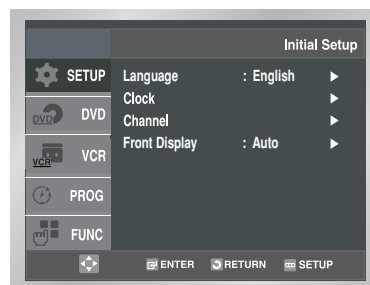 Initial Setup
SETUP
Language : English ►
Clock ►
Channel ►
Front Display : Auto ►
DVD DVD
VCR VCR
PROG
FUNC
ENTER RETURN SETUP